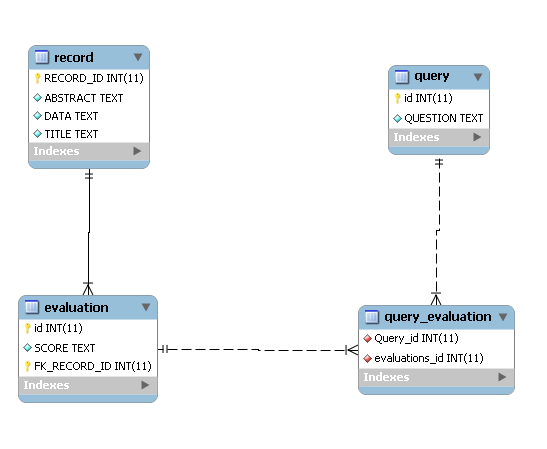 record
RECORD_ID INT(11)
ABSTRACT TEXT
DATA TEXT
TITLE TEXT
Indexes
query
id INT(11)
QUESTION TEXT
Indexes
evaluation
id INT(11)
SCORE TEXT
FK_RECORD_ID INT(11)
Indexes
query_evaluation
Query_id INT(11)
evaluations_id INT(11)
Indexes